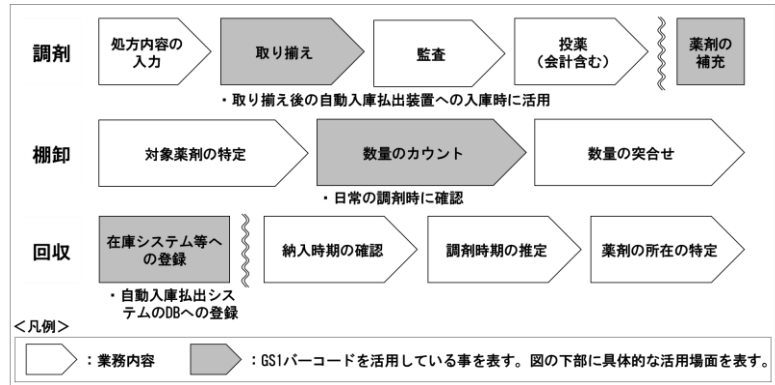 調剤
処方内容の
入力
取り揃え
監査
投薬
（会計含む）
薬剤の
補充
・取り揃え後の自動入庫払出装置への入庫時に活用
棚卸
対象薬剤の特定
数量のカウント
数量の突合せ
・日常の調剤時に確認
回収
在庫システム等へ
の登録
納入時期の確認
調剤時期の推定
薬剤の所在の特定
・自動入庫払出シス
テムのDBへの登録
＜凡例＞
：業務内容
：GS1バーコードを活用している事を表す。図の下部に具体的な活用場面を表す。